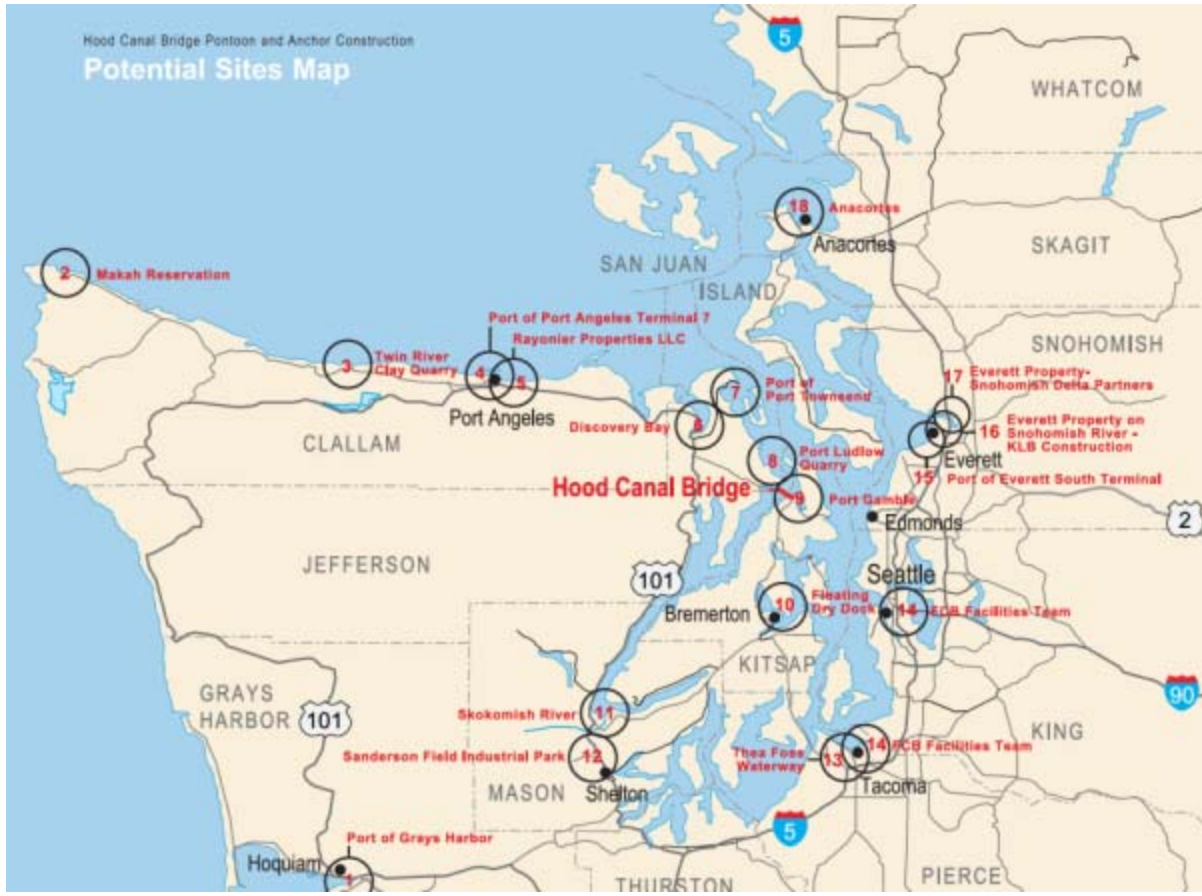 Hood Canal Bridge Pontoon and Anchor Construction
Potential Sites Map
5
WHATCOM
18 Anacortes
Anacortes
SKAGIT
SAN JUAN
ISLAND
2 Makah Reservation
Port of Port Angeles Terminal 7
Rayonier Properties LLC
SNOHOMISH
3 Twin River
Clay Quarry
4 5
Port Angeles
7 Port of
Port Townsend
17 Everett Property-
Snohomish Delta Partners
6 Discovery Bay
16 Everett Property on
Snohomish River -
KLB Construction
CLALLAM
Everett
8 Port Ludlow
Quarry
15 Port of Everett South Terminal
Hood Canal Bridge
9 Port Gamble
Edmonds
2
JEFFERSON
101
Seattle
Bremerton
10 Floating
Dry Dock
14 FCB Facilities Team
KITSAP
GRAYS
HARBOR
101
90
Skokomish River 11
KING
Sanderson Field Industrial Park 12
Thea Foss
Waterway
13
14 FCB Facilities Team
Tacoma
MASON
Shelton
5
Port of Grays Harbor
Hoquiam
1
THURSTON
PIERCE